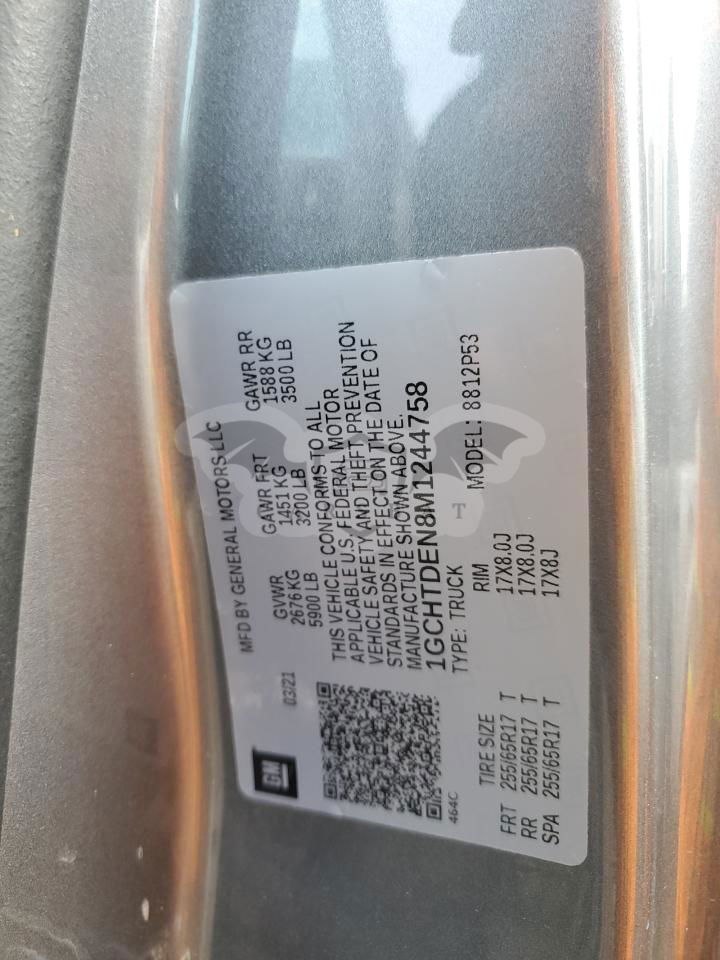 GM
03/21
MFD BY GENERAL MOTORS LLC
GVWR GAWR FRT GAWR RR
2676 KG 1451 KG 1588 KG
5900 LB 3200 LB 3500 LB
THIS VEHICLE CONFORMS TO ALL
APPLICABLE U.S. FEDERAL MOTOR
VEHICLE SAFETY AND THEFT PREVENTION
STANDARDS IN EFFECT ON THE DATE OF
MANUFACTURE SHOWN ABOVE.
1GCHTDEN8M1244758
TYPE: TRUCK MODEL: 8812P53
464C
TIRE SIZE RIM
FRT 255/65R17 T 17X8.0J
RR 255/65R17 T 17X8.0J
SPA 255/65R17 T 17X8J